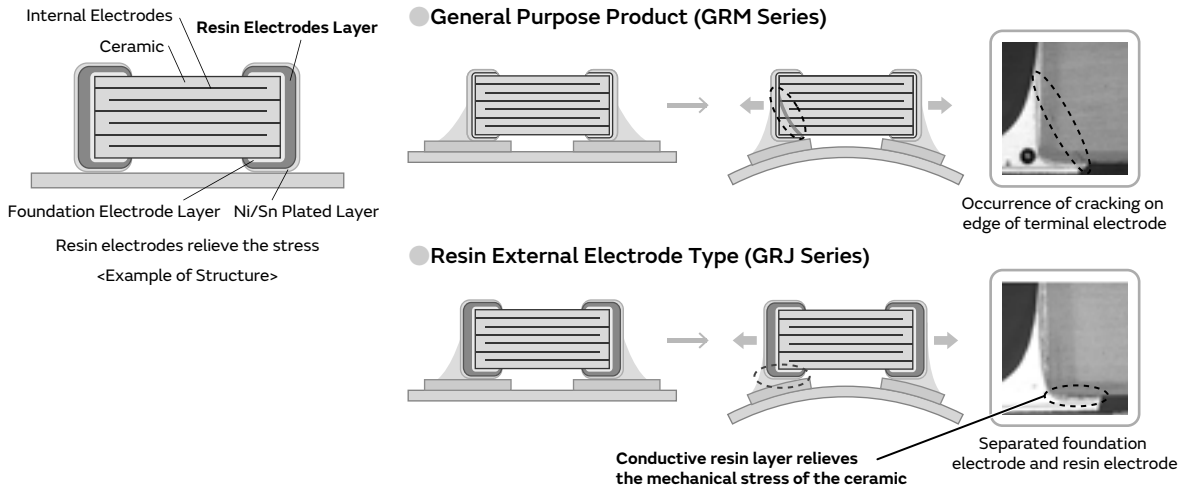 Internal Electrodes
Resin Electrodes Layer
Ceramic
Foundation Electrode Layer
Ni/Sn Plated Layer
Resin electrodes relieve the stress
<Example of Structure>
General Purpose Product (GRM Series)
Occurrence of cracking on
edge of terminal electrode
Resin External Electrode Type (GRJ Series)
Conductive resin layer relieves
the mechanical stress of the ceramic
Separated foundation
electrode and resin electrode